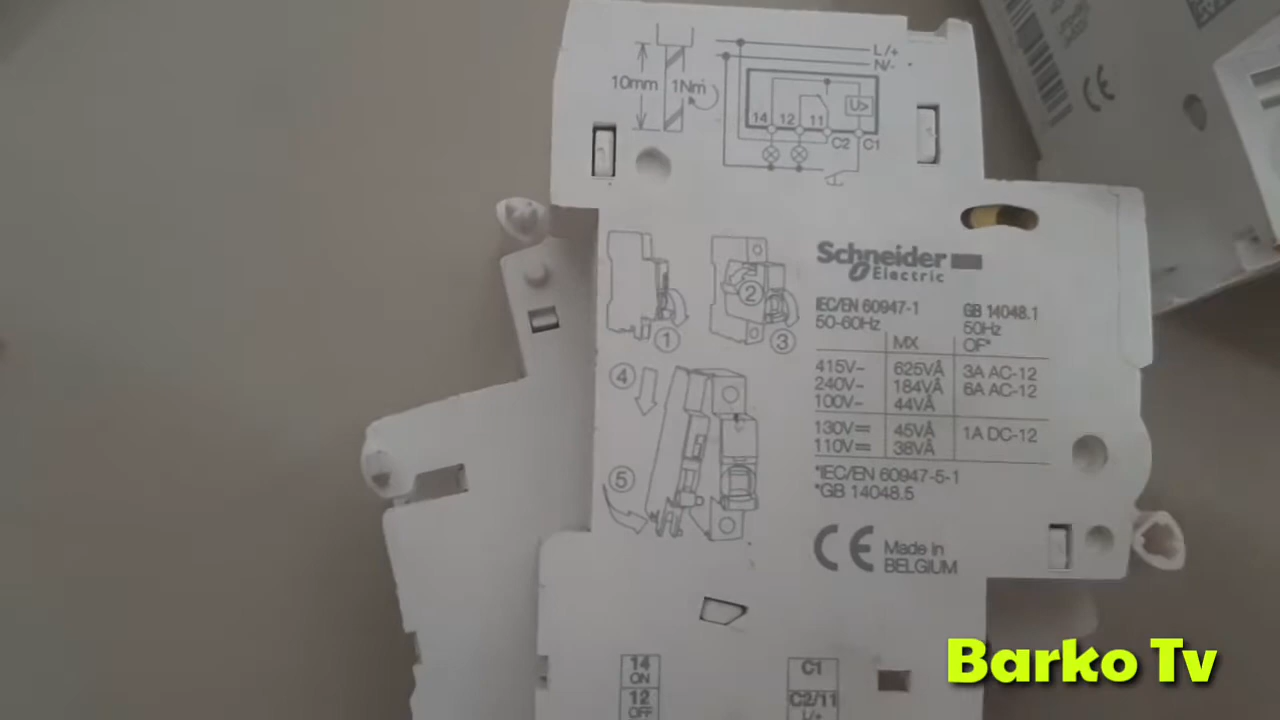 L/+
N/-
10mm
1Nm
U>
14 12 11
C2 C1
Schneider
Electric
IEC/EN 60947-1 GB 14048.1
50-60Hz 50Hz
MX OF*
415V~ 625VA 3A AC-12
240V~ 184VA 6A AC-12
100V~ 44VA
130V⎓ 45VA 1A DC-12
110V⎓ 38VA
*IEC/EN 60947-5-1
*GB 14048.5
1
2
3
4
5
CE Made in
BELGIUM
CE
14
ON
12
OFF
C1
C2/11
L/+
Barko Tv